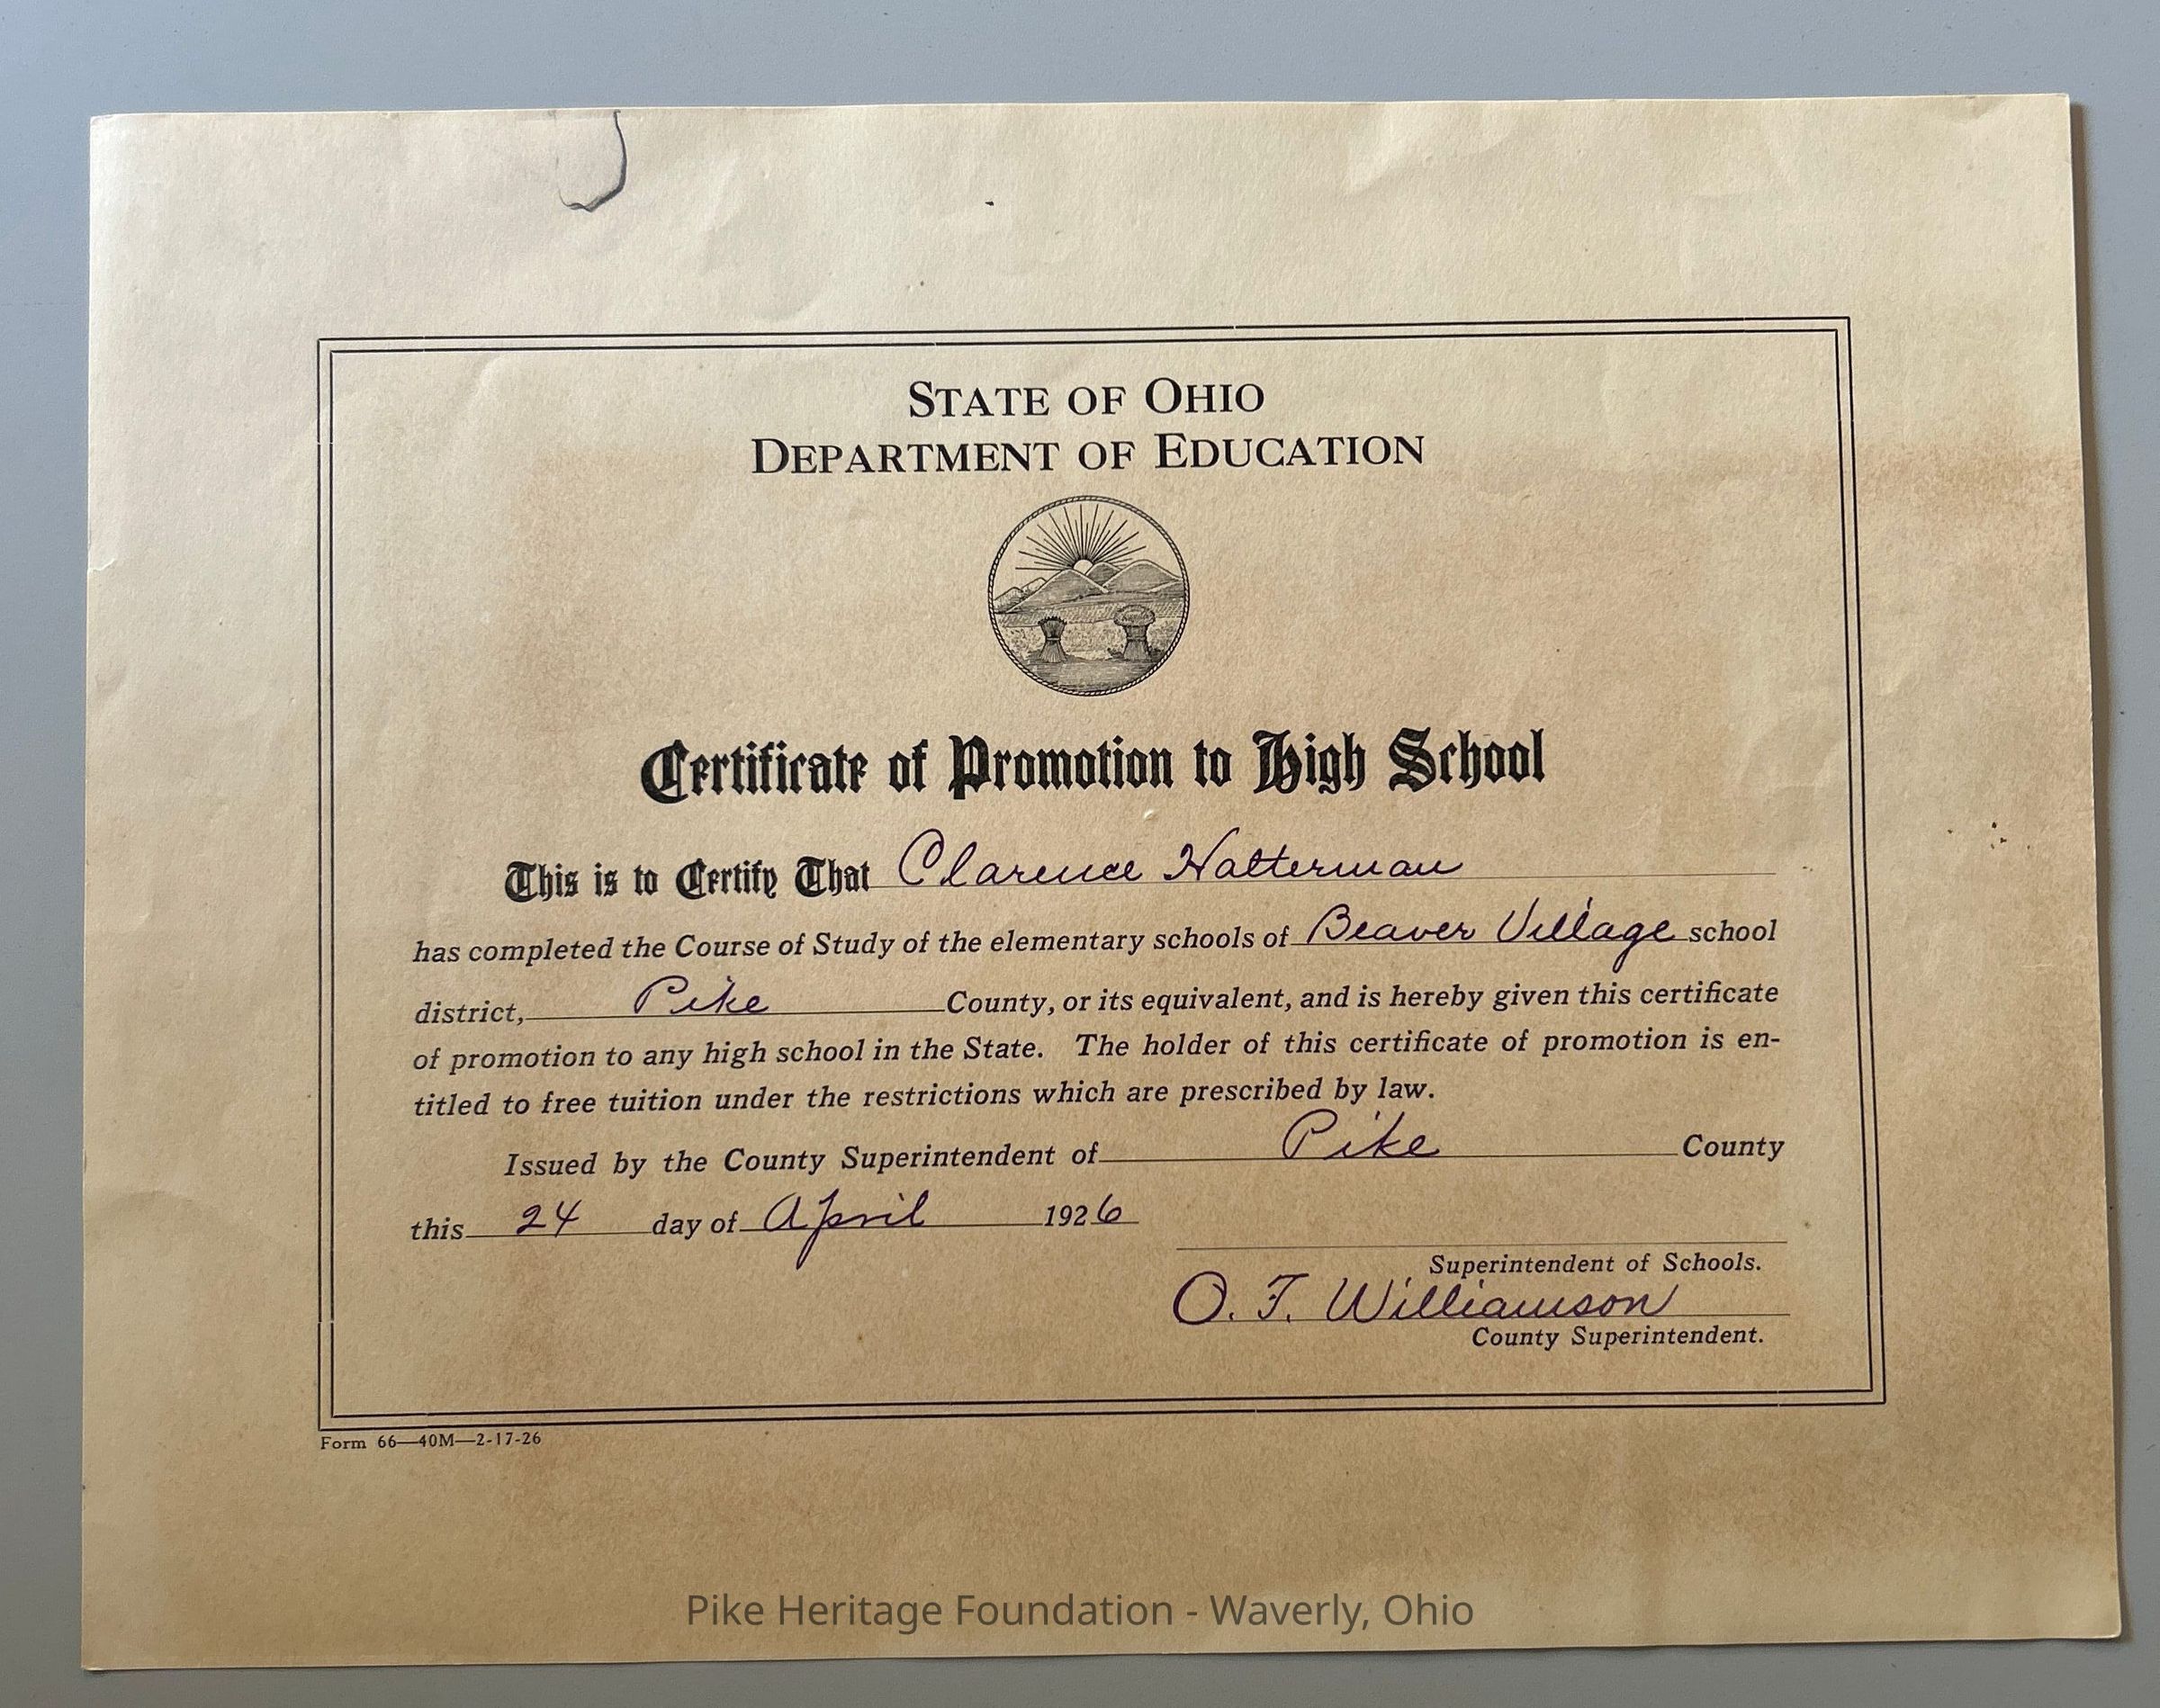 STATE OF OHIO
DEPARTMENT OF EDUCATION
Certificate of Promotion to High School
This is to Certify That Clarence Halterman
has completed the Course of Study of the elementary schools of Beaver Village school
district, Pike County, or its equivalent, and is hereby given this certificate
of promotion to any high school in the State. The holder of this certificate of promotion is en-
titled to free tuition under the restrictions which are prescribed by law.
Issued by the County Superintendent of Pike County
this 24 day of April 1926
Superintendent of Schools.
O. F. Williamson
County Superintendent.
Form 66—40M—2-17-26
Pike Heritage Foundation - Waverly, Ohio